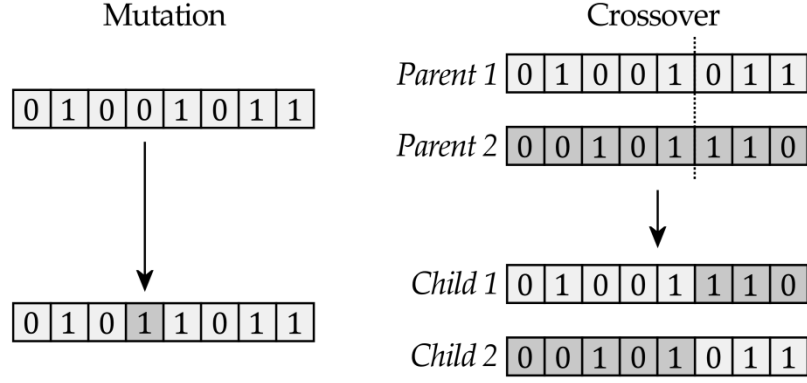 Mutation
0 1 0 0 1 0 1 1
0 1 0 1 1 0 1 1
Crossover
Parent 1 0 1 0 0 1 0 1 1
Parent 2 0 0 1 0 1 1 1 0
Child 1 0 1 0 0 1 1 1 0
Child 2 0 0 1 0 1 0 1 1